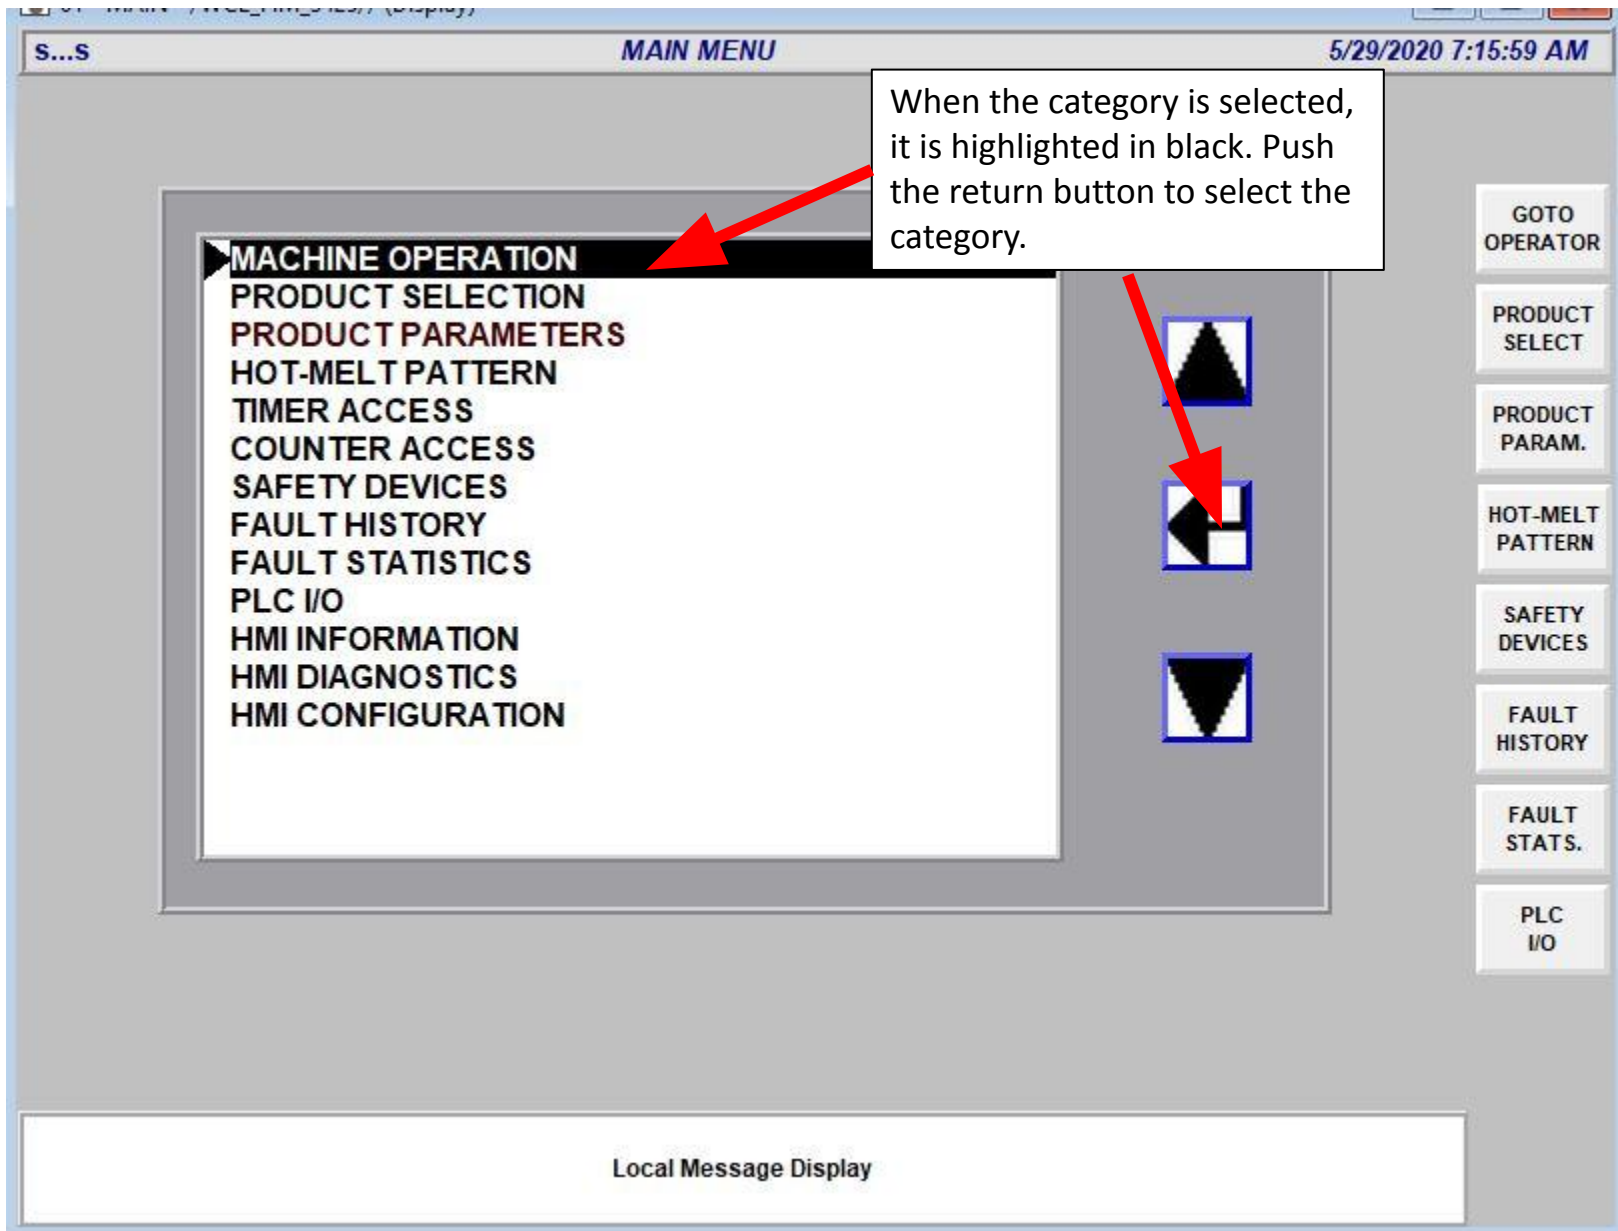 s...s
MAIN MENU
5/29/2020 7:15:59 AM
When the category is selected,
it is highlighted in black. Push
the return button to select the
category.
MACHINE OPERATION
PRODUCT SELECTION
PRODUCT PARAMETERS
HOT-MELT PATTERN
TIMER ACCESS
COUNTER ACCESS
SAFETY DEVICES
FAULT HISTORY
FAULT STATISTICS
PLC I/O
HMI INFORMATION
HMI DIAGNOSTICS
HMI CONFIGURATION
GOTO
OPERATOR
PRODUCT
SELECT
PRODUCT
PARAM.
HOT-MELT
PATTERN
SAFETY
DEVICES
FAULT
HISTORY
FAULT
STATS.
PLC
I/O
Local Message Display